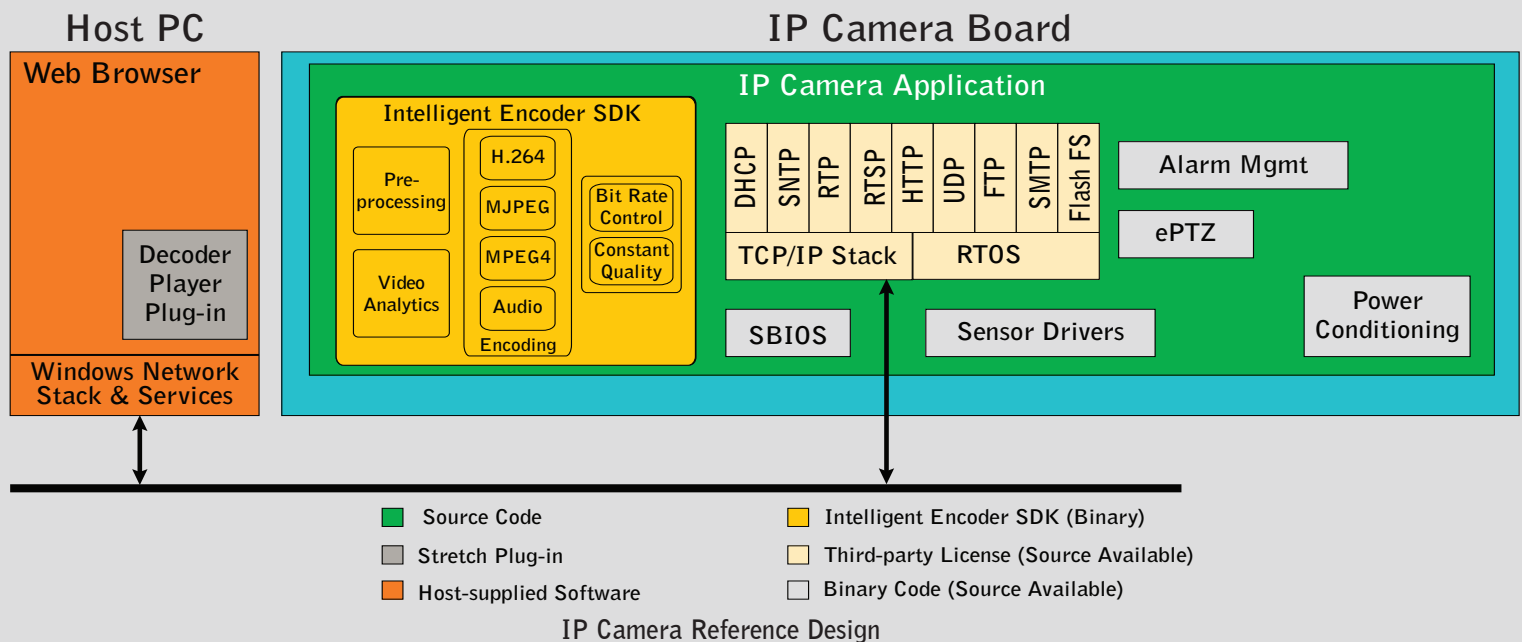 Host PC
IP Camera Board
Web Browser
Decoder
Player
Plug-in
Windows Network
Stack & Services
IP Camera Application
Intelligent Encoder SDK
Pre-
processing
Video
Analytics
H.264
MJPEG
MPEG4
Audio
Encoding
Bit Rate
Control
Constant
Quality
DHCP
SNTP
RTP
RTSP
HTTP
UDP
FTP
SMTP
Flash FS
TCP/IP Stack
RTOS
SBIOS
Sensor Drivers
Alarm Mgmt
ePTZ
Power
Conditioning
Source Code
Stretch Plug-in
Host-supplied Software
Intelligent Encoder SDK (Binary)
Third-party License (Source Available)
Binary Code (Source Available)
IP Camera Reference Design